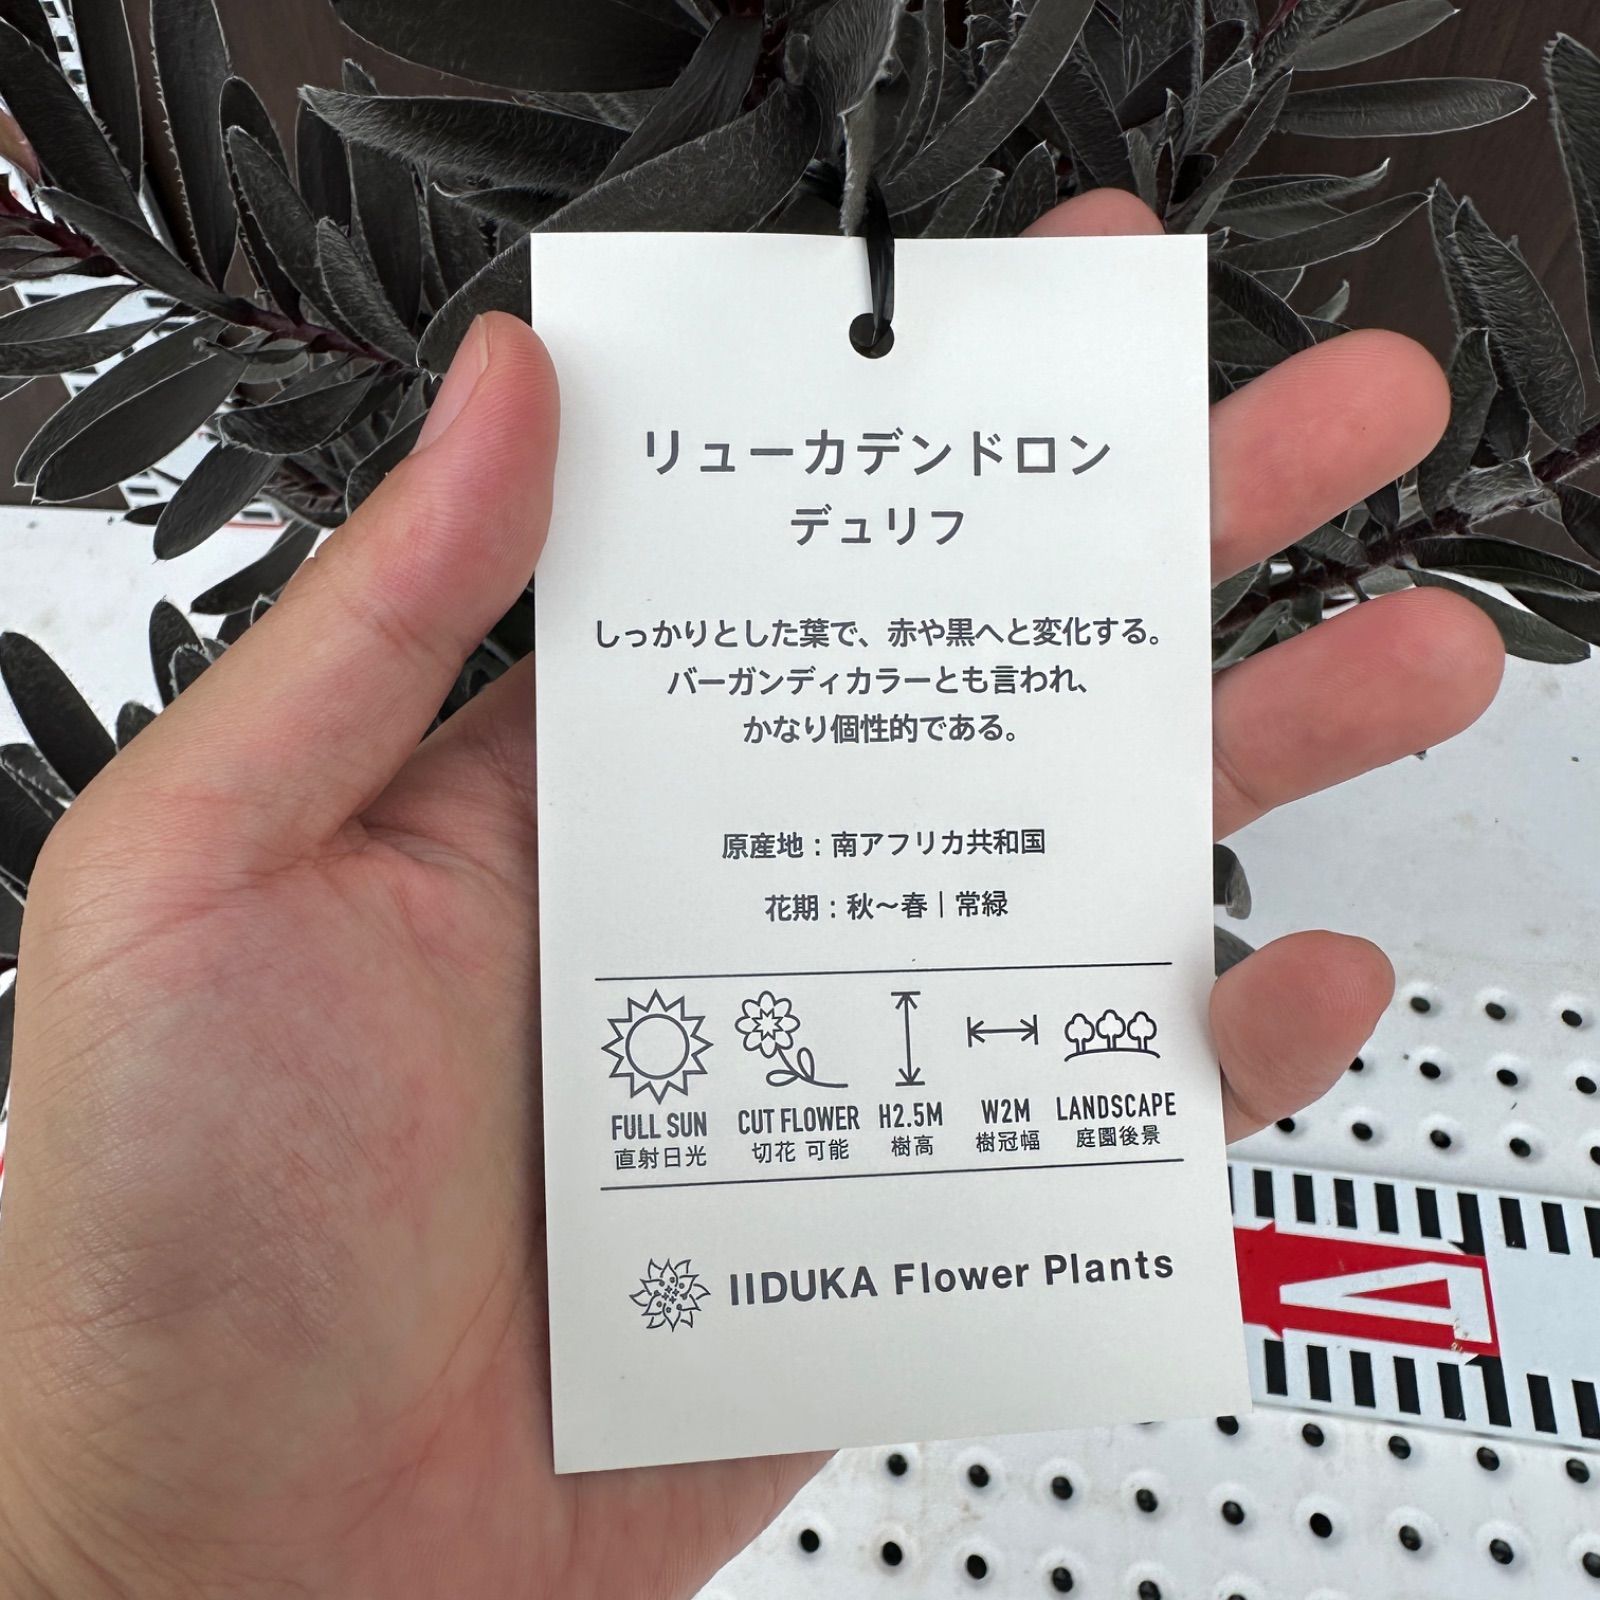 リューカデンドロン
デュリフ
しっかりとした葉で、赤や黒へと変化する。
バーガンディカラーとも言われ、
かなり個性的である。
原産地：南アフリカ共和国
花期：秋〜春｜常緑
FULL SUN CUT FLOWER H2.5M W2M LANDSCAPE
直射日光 切花 可能 樹高 樹冠幅 庭園後景
IIDUKA Flower Plants